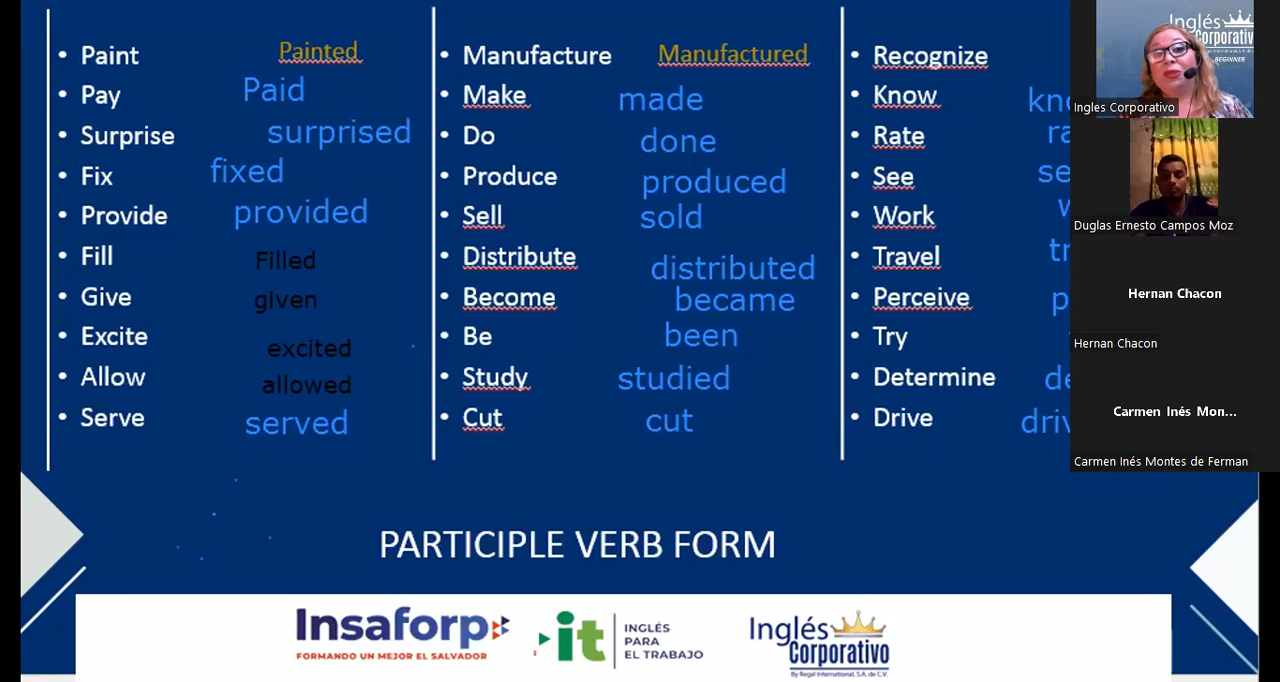 • Paint Painted
• Pay Paid
• Surprise surprised
• Fix fixed
• Provide provided
• Fill Filled
• Give given
• Excite excited
• Allow allowed
• Serve served
• Manufacture Manufactured
• Make made
• Do done
• Produce produced
• Sell sold
• Distribute distributed
• Become became
• Be been
• Study studied
• Cut cut
• Recognize
• Know
• Rate
• See
• Work
• Travel
• Perceive
• Try
• Determine
• Drive
PARTICIPLE VERB FORM
Insaforp
FORMANDO UN MEJOR EL SALVADOR
it
INGLÉS
PARA
EL TRABAJO
Inglés
Corporativo
By Regal International, S.A. de C.V.
Inglés
BEGINNER
Ingles Corporativo
Duglas Ernesto Campos Moz
Hernan Chacon
Hernan Chacon
Carmen Inés Mon...
Carmen Inés Montes de Ferman